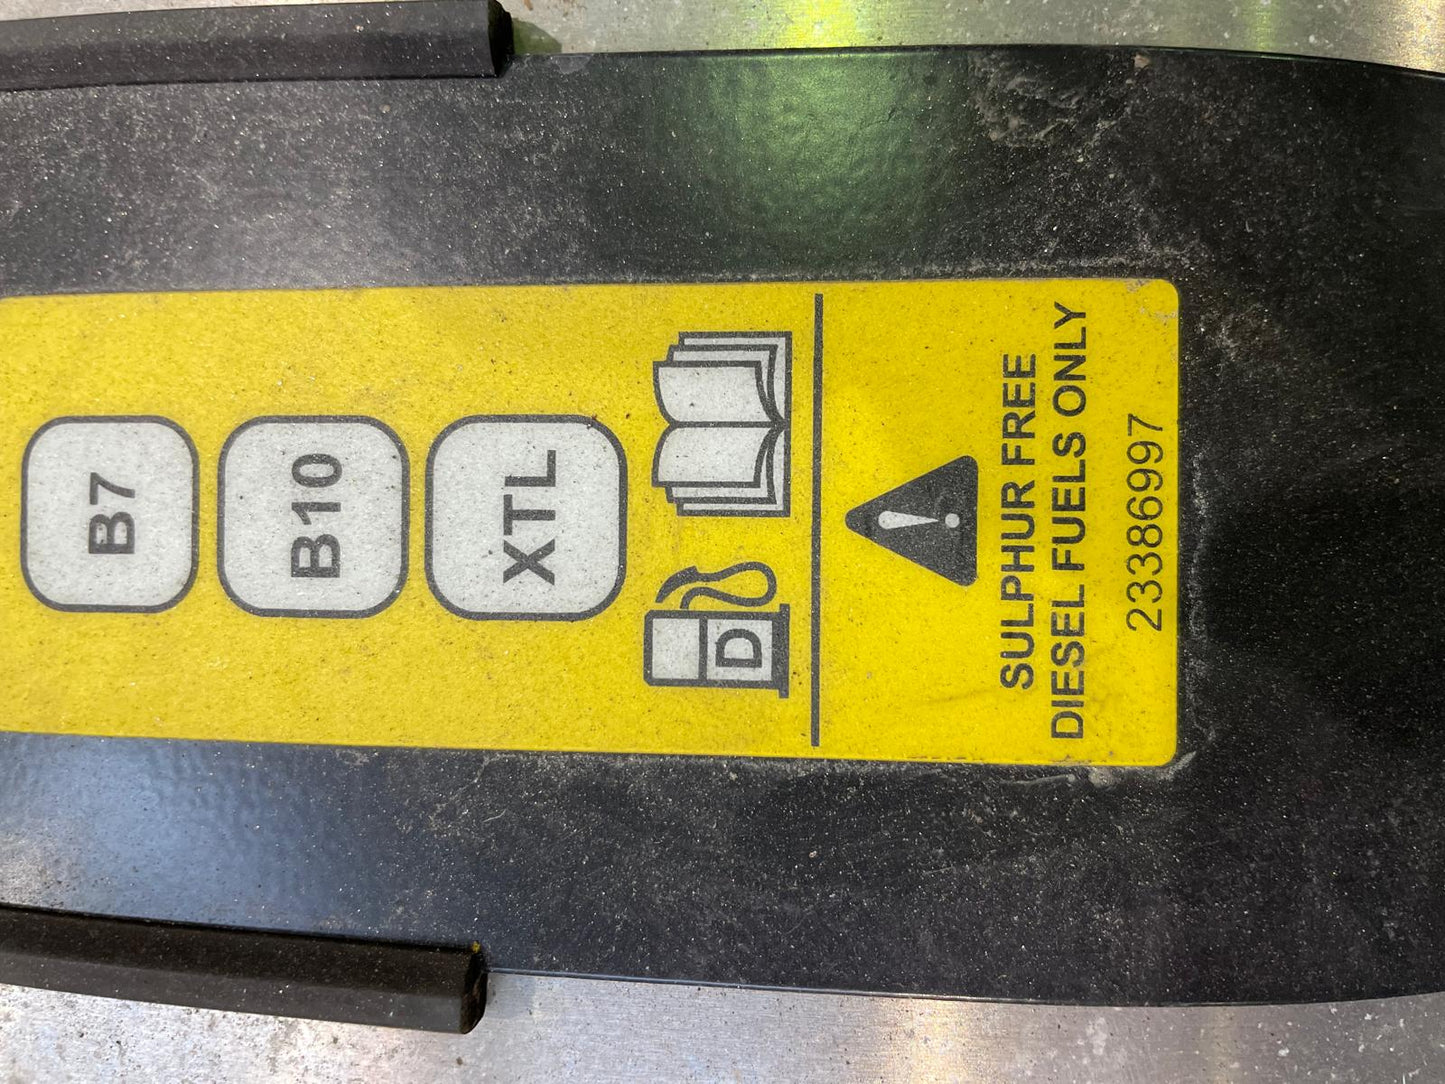 B7
B10
XTL
D
SULPHUR FREE
DIESEL FUELS ONLY
23386997